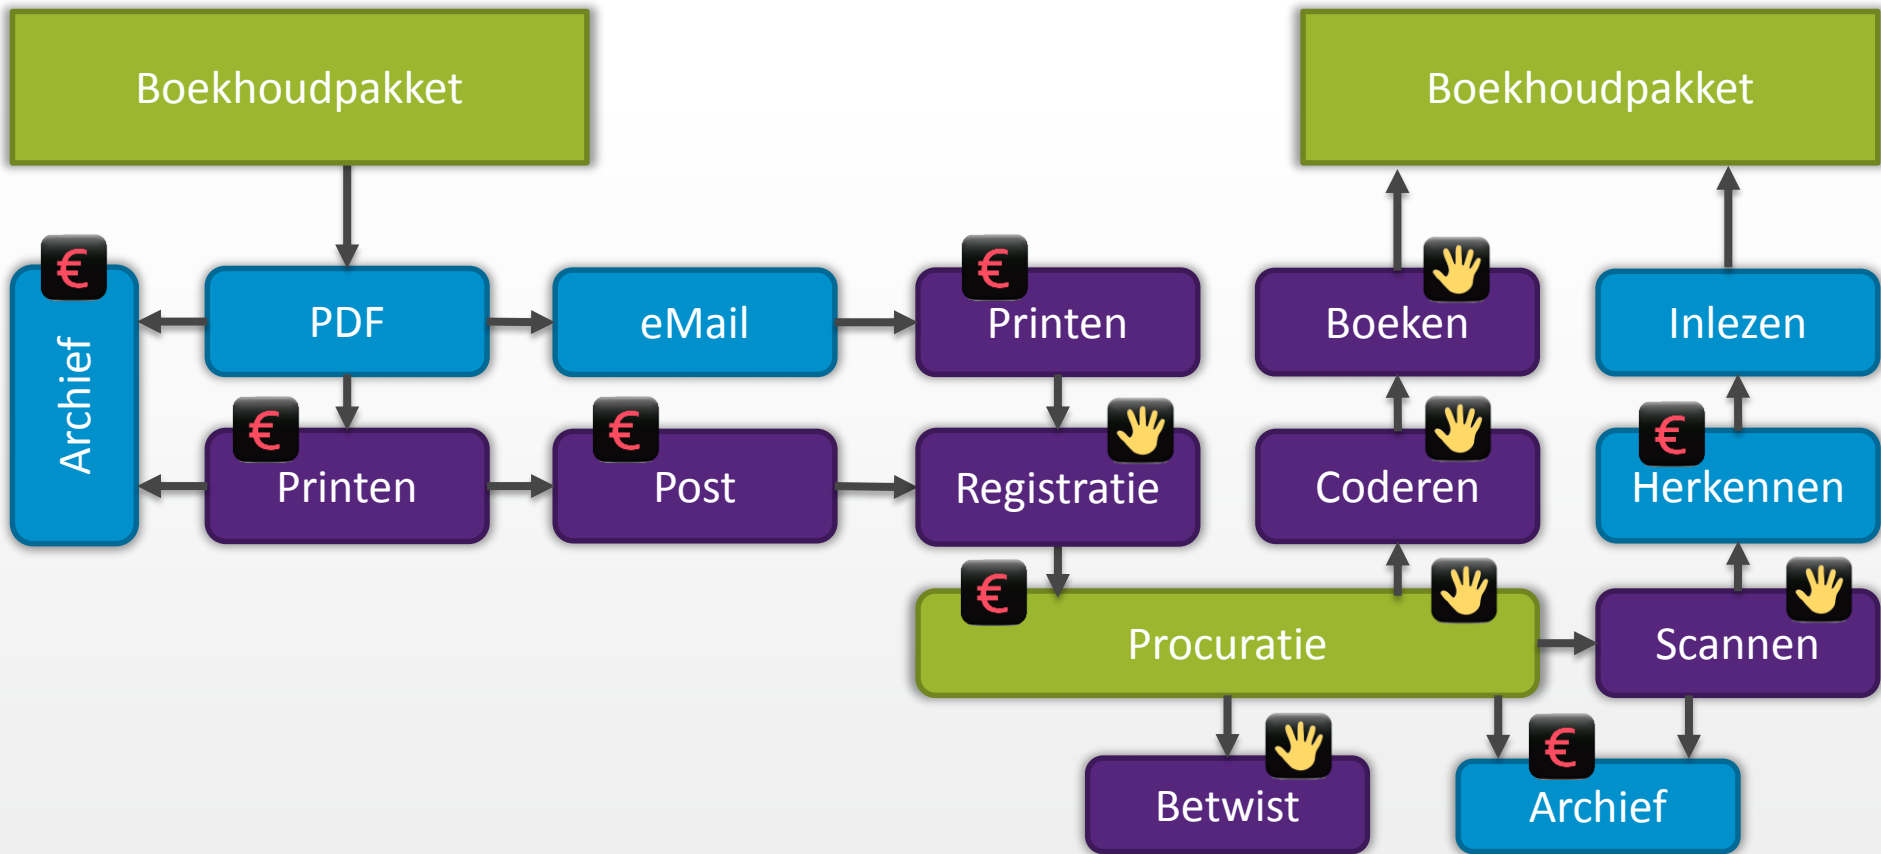 Boekhoudpakket
Boekhoudpakket
€
€
Archief
PDF
eMail
Printen
Boeken
Inlezen
€
€
€
Printen
Post
Registratie
Coderen
Herkennen
€
Procuratie
Scannen
€
Betwist
Archief